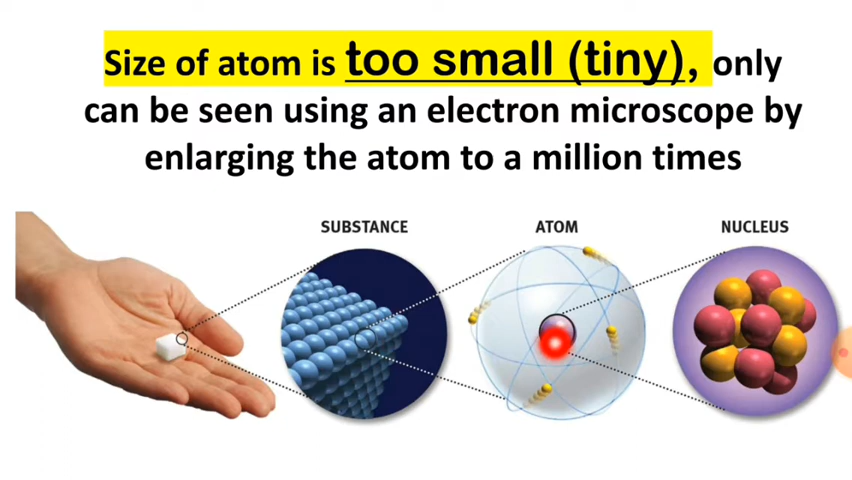 Size of atom is too small (tiny), only
can be seen using an electron microscope by
enlarging the atom to a million times
SUBSTANCE
ATOM
NUCLEUS